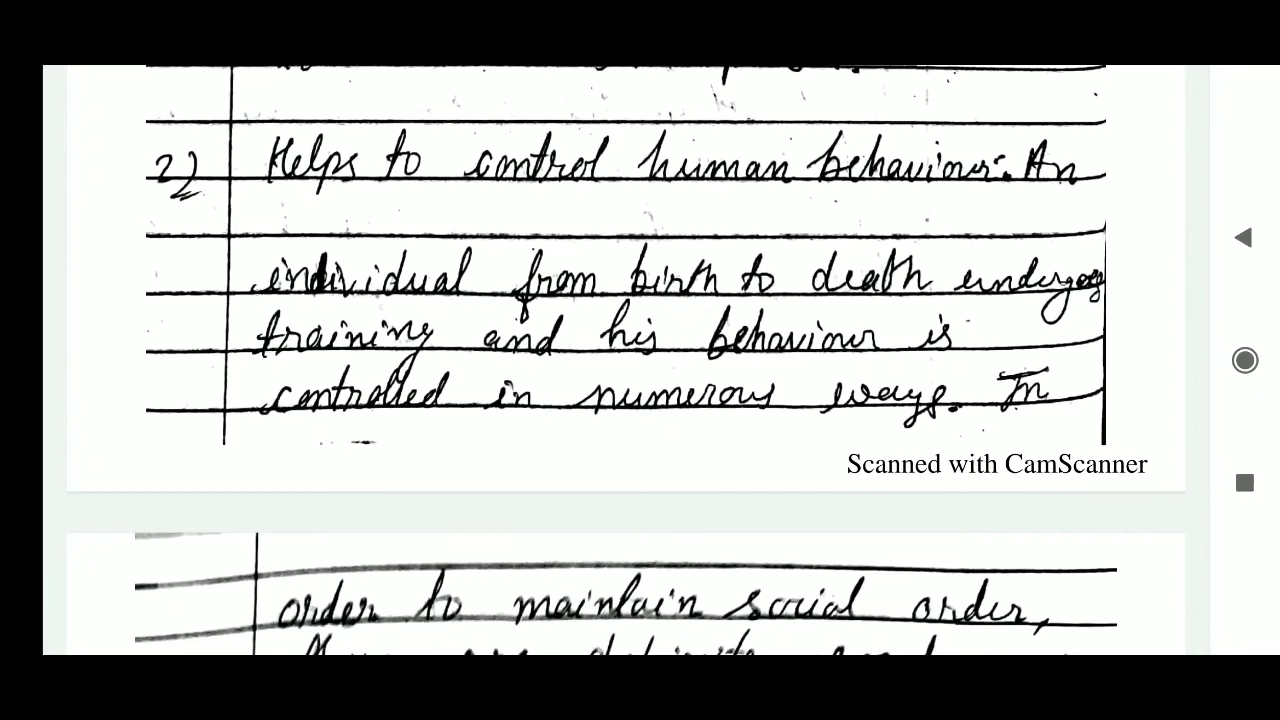 2) Helps to control human behaviour:- An
individual from birth to death undergoes
training and his behaviour is
controlled in numerous ways. In
Scanned with CamScanner
order to maintain social order,